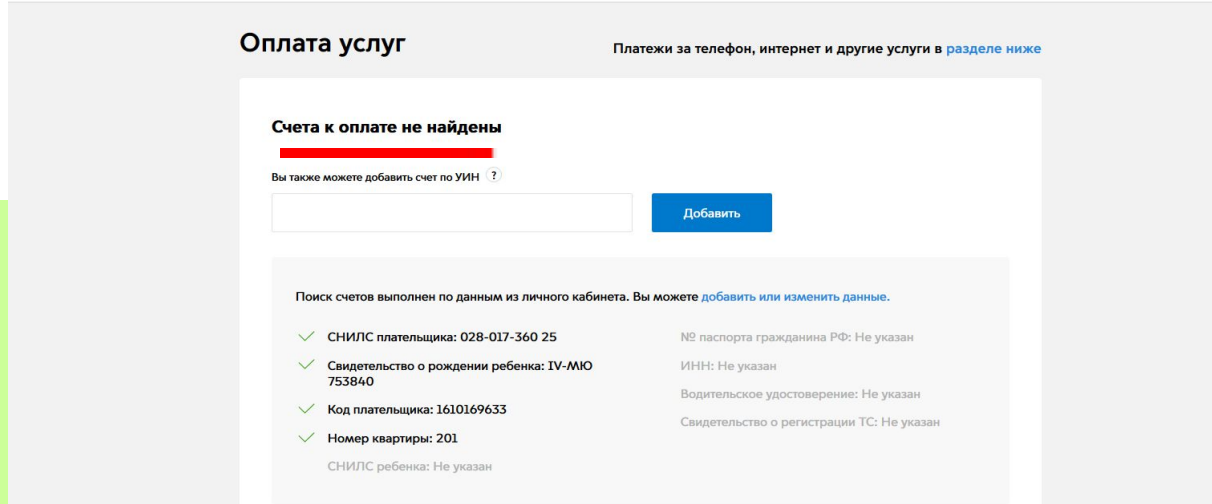 Оплата услуг
Платежи за телефон, интернет и другие услуги в разделе ниже
Счета к оплате не найдены
Вы также можете добавить счет по УИН ?
Добавить
Поиск счетов выполнен по данным из личного кабинета. Вы можете добавить или изменить данные.
СНИЛС плательщика: 028-017-360 25
Свидетельство о рождении ребенка: IV-МЮ
753840
Код плательщика: 1610169633
Номер квартиры: 201
СНИЛС ребенка: Не указан
№ паспорта гражданина РФ: Не указан
ИНН: Не указан
Водительское удостоверение: Не указан
Свидетельство о регистрации ТС: Не указан